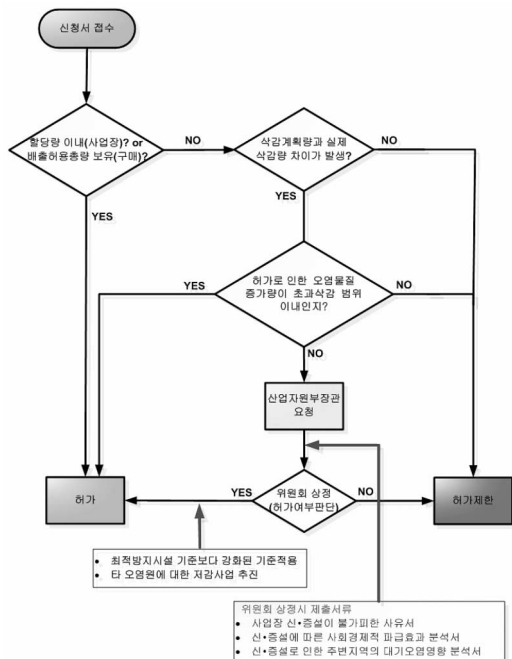 신청서 접수
할당량 이내(사업장)? or
배출허용총량 보유(구매)?
NO
삭감계획량과 실제
삭감량 차이가 발생?
NO
YES
YES
허가로 인한 오염물질
증가량이 초과삭감 범위
이내인지?
YES
NO
NO
산업자원부장관
요청
허가
YES
위원회 상정
(허가여부판단)
NO
허가제한
• 최적방지시설 기준보다 강화된 기준적용
• 타 오염원에 대한 저감사업 추진
위원회 상정시 제출서류
• 사업장 신•증설이 불가피한 사유서
• 신•증설에 따른 사회경제적 파급효과 분석서
• 신•증설로 인한 주변지역의 대기오염영향 분석서